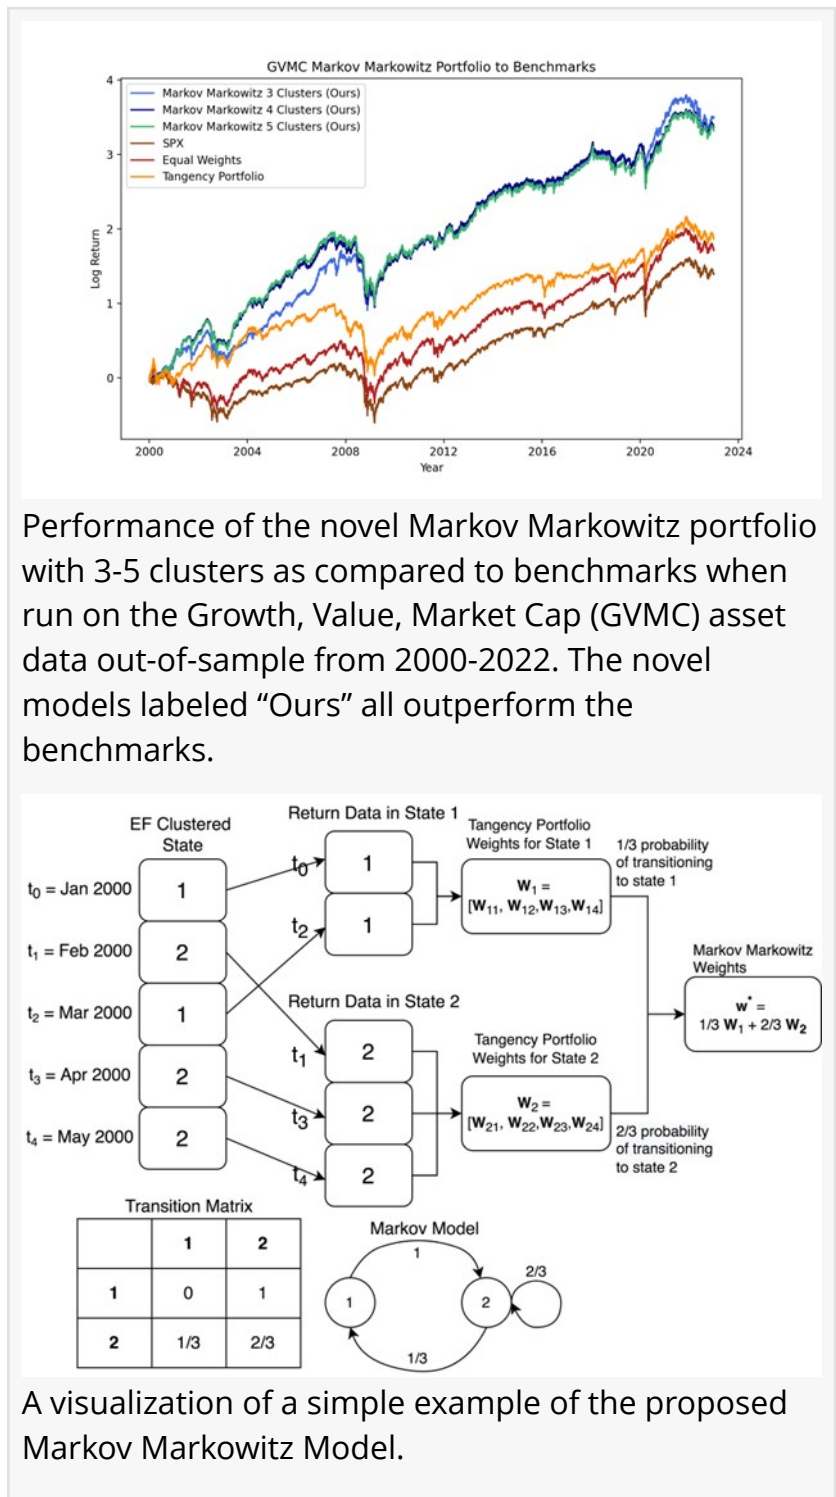 GVMC Markov Markowitz Portfolio to Benchmarks
Markov Markowitz 3 Clusters (Ours)
Markov Markowitz 4 Clusters (Ours)
Markov Markowitz 5 Clusters (Ours)
SPX
Equal Weights
Tangency Portfolio
4
3
2
1
0
Log Return
2000 2004 2008 2012 2016 2020 2024
Year
Performance of the novel Markov Markowitz portfolio
with 3-5 clusters as compared to benchmarks when
run on the Growth, Value, Market Cap (GVMC) asset
data out-of-sample from 2000-2022. The novel
models labeled “Ours” all outperform the
benchmarks.
EF Clustered
State
t0 = Jan 2000 1
t1 = Feb 2000 2
t2 = Mar 2000 1
t3 = Apr 2000 2
t4 = May 2000 2
Return Data in State 1
t0 1
t2 1
Return Data in State 2
t1 2
t3 2
t4 2
Tangency Portfolio
Weights for State 1
W1 =
[W11, W12,W13,W14]
1/3 probability
of transitioning
to state 1
Tangency Portfolio
Weights for State 2
W2 =
[W21, W22,W23,W24]
2/3 probability
of transitioning
to state 2
Markov Markowitz
Weights
w* =
1/3 W1 + 2/3 W2
Transition Matrix
1 2
1 0 1
2 1/3 2/3
Markov Model
1
1
2
2/3
1/3
A visualization of a simple example of the proposed
Markov Markowitz Model.